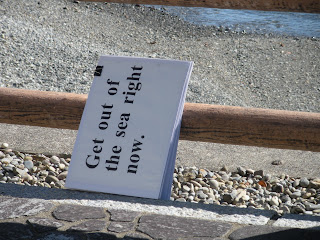 Get out of
the sea right
now.